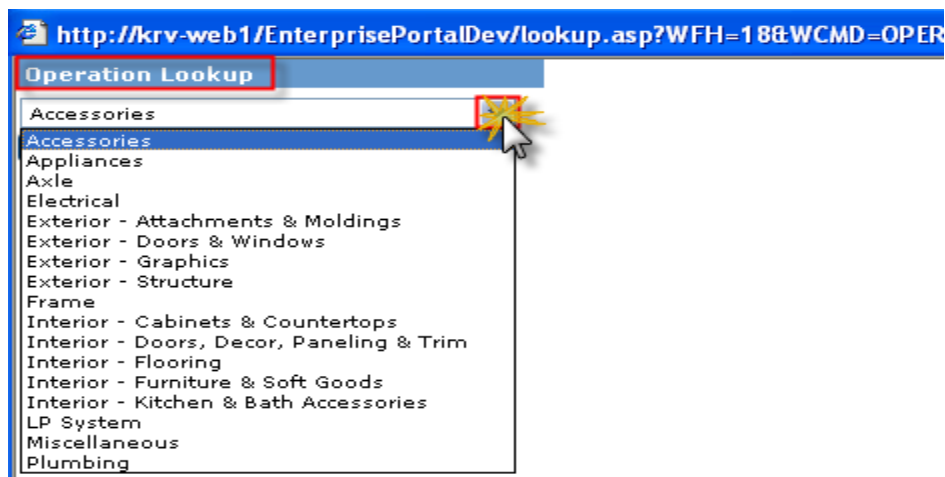 http://krv-web1/EnterprisePortalDev/lookup.asp?WFH=18&WCMD=OPER
Operation Lookup
Accessories
Accessories
Appliances
Axle
Electrical
Exterior - Attachments & Moldings
Exterior - Doors & Windows
Exterior - Graphics
Exterior - Structure
Frame
Interior - Cabinets & Countertops
Interior - Doors, Decor, Paneling & Trim
Interior - Flooring
Interior - Furniture & Soft Goods
Interior - Kitchen & Bath Accessories
LP System
Miscellaneous
Plumbing